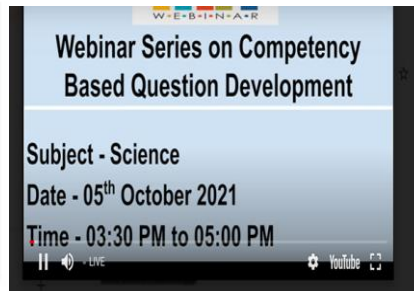 W-E-B-I-N-A-R
Webinar Series on Competency
Based Question Development
Subject - Science
Date - 05th October 2021
Time - 03:30 PM to 05:00 PM
- LIVE YouTube